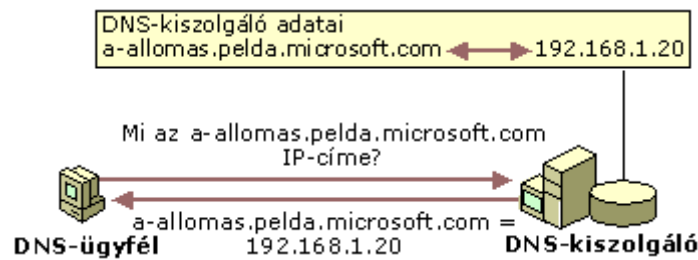 DNS-kiszolgáló adatai
a-allomas.pelda.microsoft.com 192.168.1.20
Mi az a-allomas.pelda.microsoft.com
IP-címe?
a-allomas.pelda.microsoft.com =
192.168.1.20
DNS-ügyfél
DNS-kiszolgáló